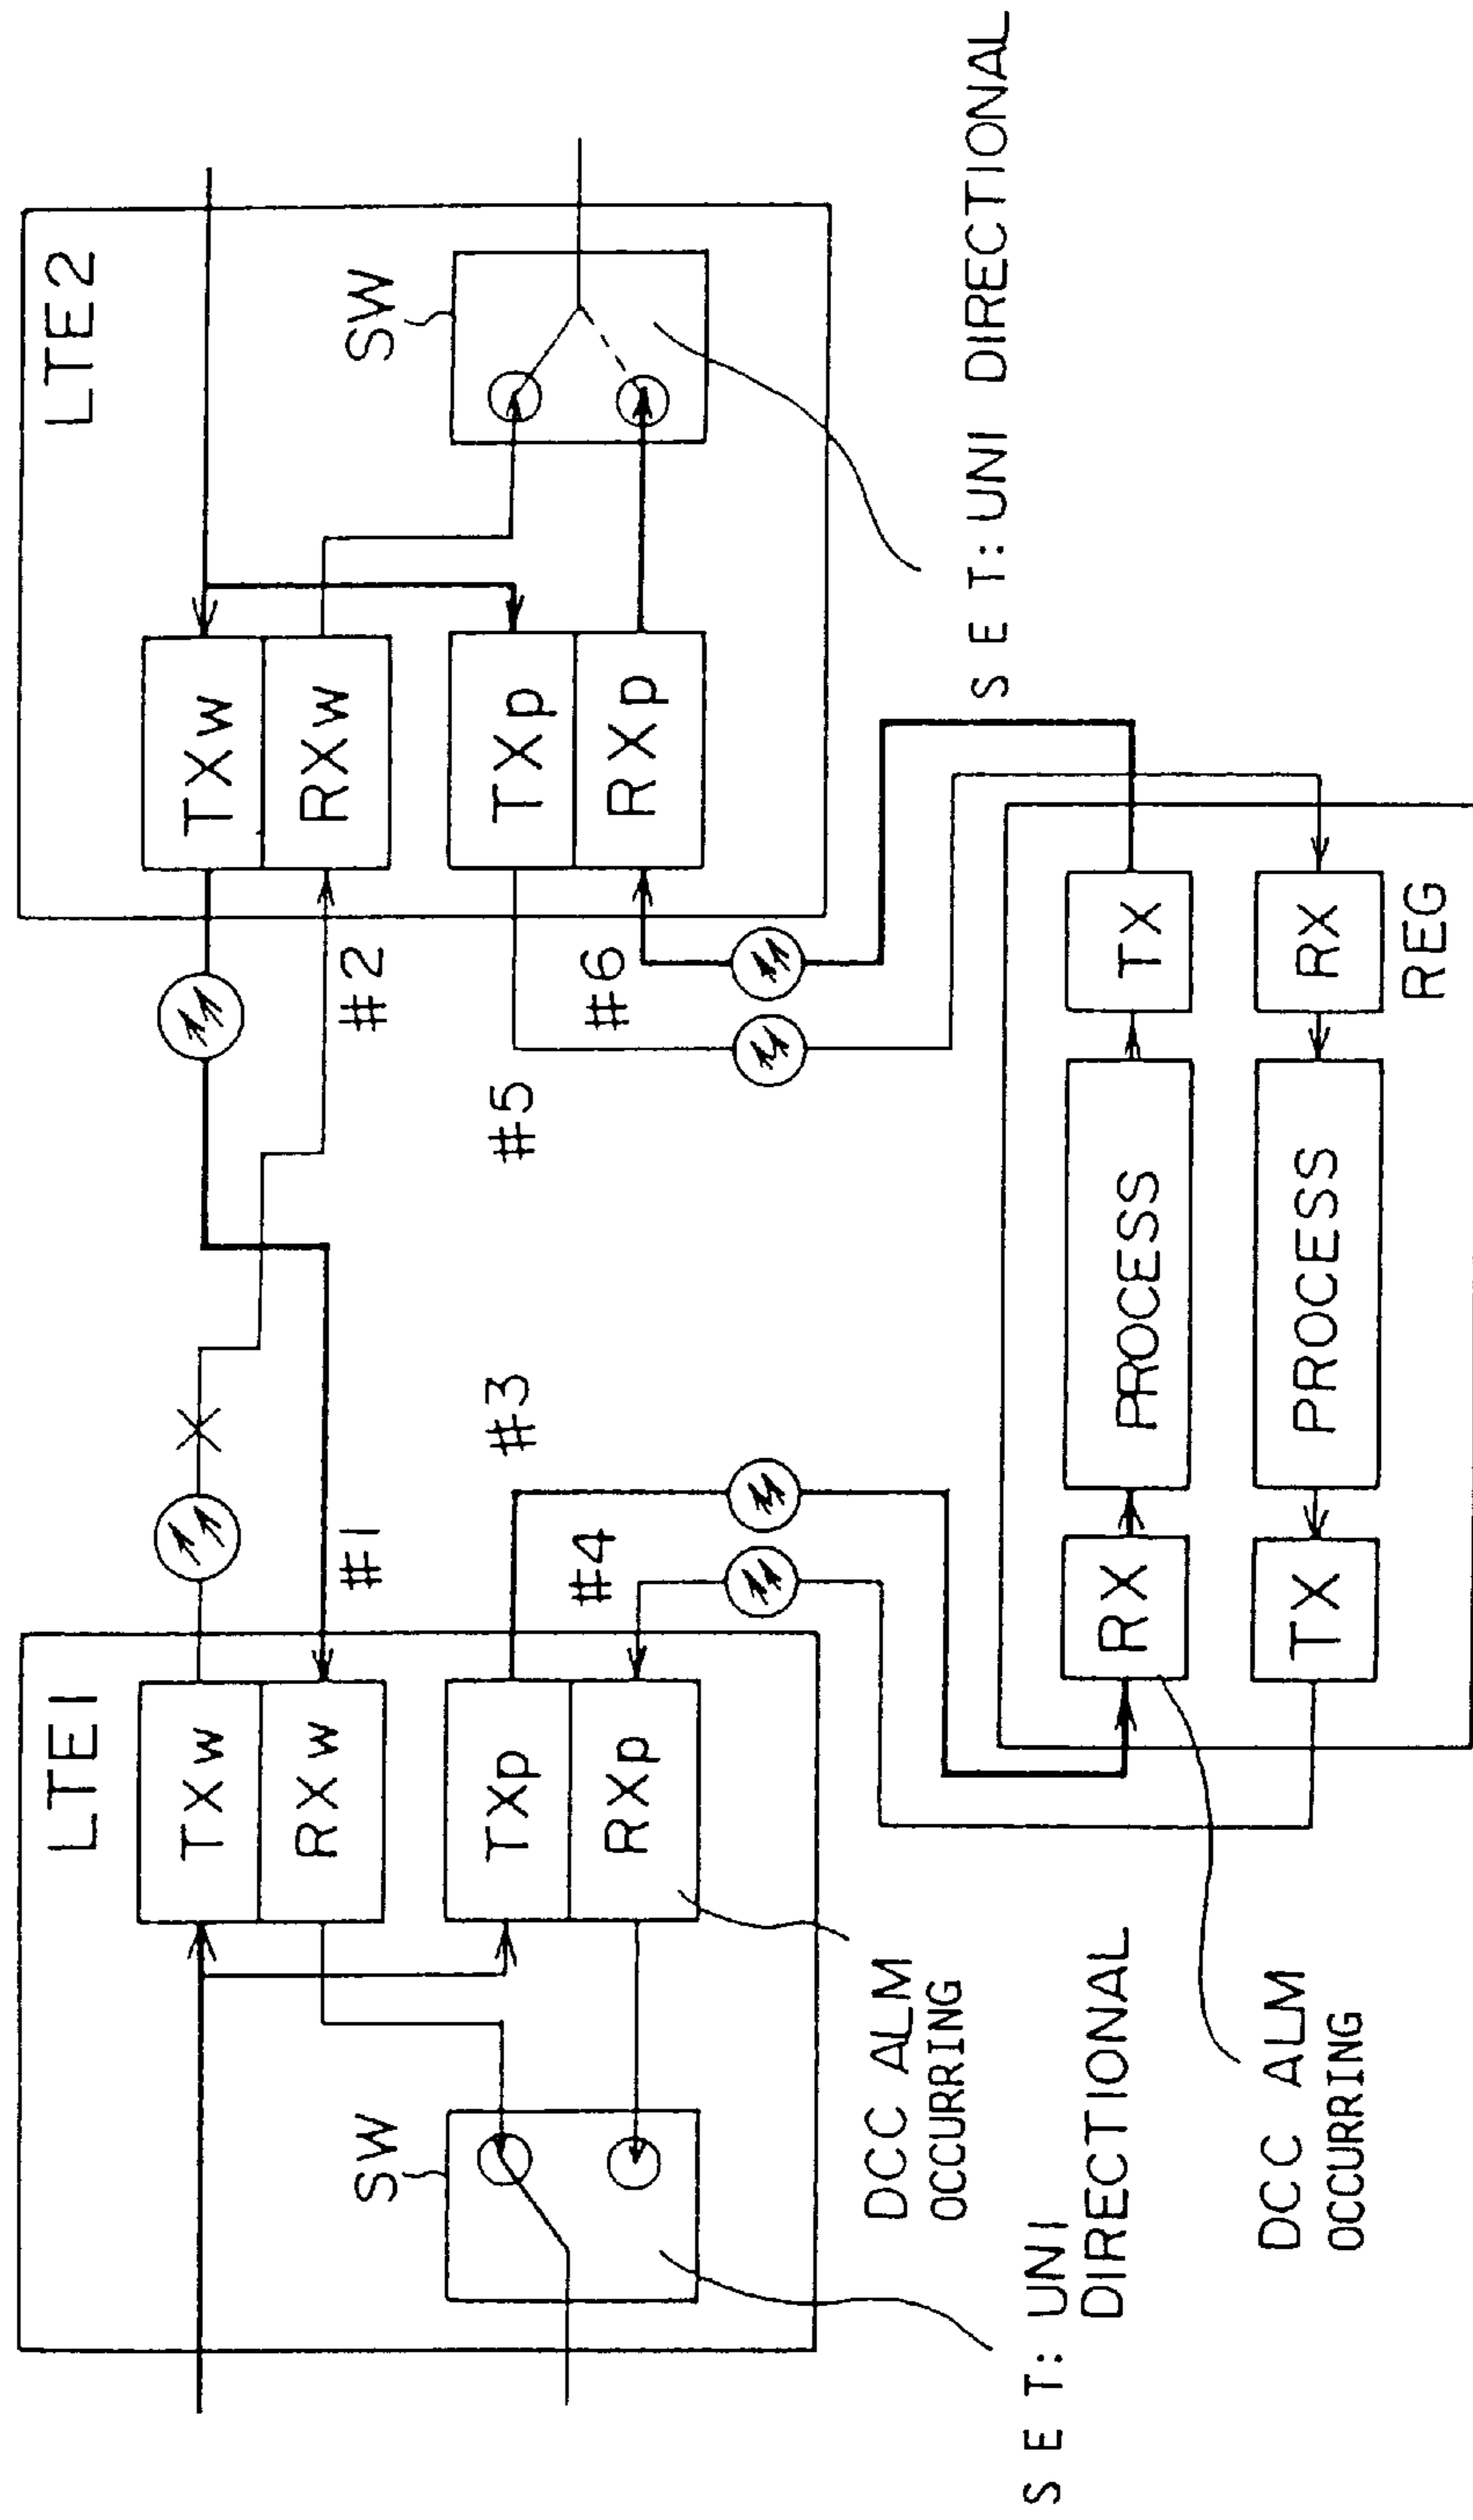 LTE1
TXw
RXw
TXp
RXp
SW
#1
#3
#4
LTE2
TXw
RXw
TXp
RXp
SW
#2
#5
#6
DCC ALM
OCCURRING
SET: UNI
DIRECTIONAL
SET: UNI DIRECTIONAL
RX
PROCESS
TX
TX
PROCESS
RX
REG
DCC ALM
OCCURRING